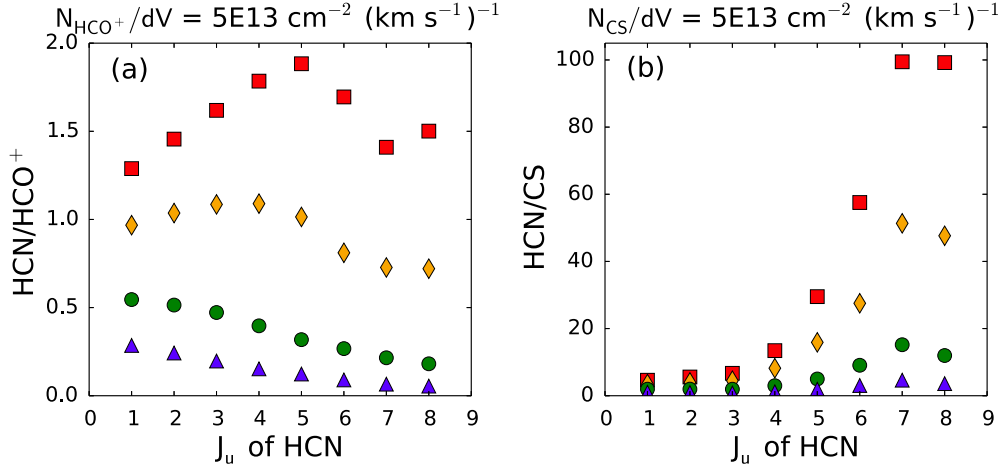 N_HCO⁺/dV = 5E13 cm⁻² (km s⁻¹)⁻¹
(a)
HCN/HCO⁺
2.0
1.5
1.0
0.5
0.0
0 1 2 3 4 5 6 7 8 9
J_u of HCN
N_CS/dV = 5E13 cm⁻² (km s⁻¹)⁻¹
(b)
HCN/CS
100
80
60
40
20
0
0 1 2 3 4 5 6 7 8 9
J_u of HCN